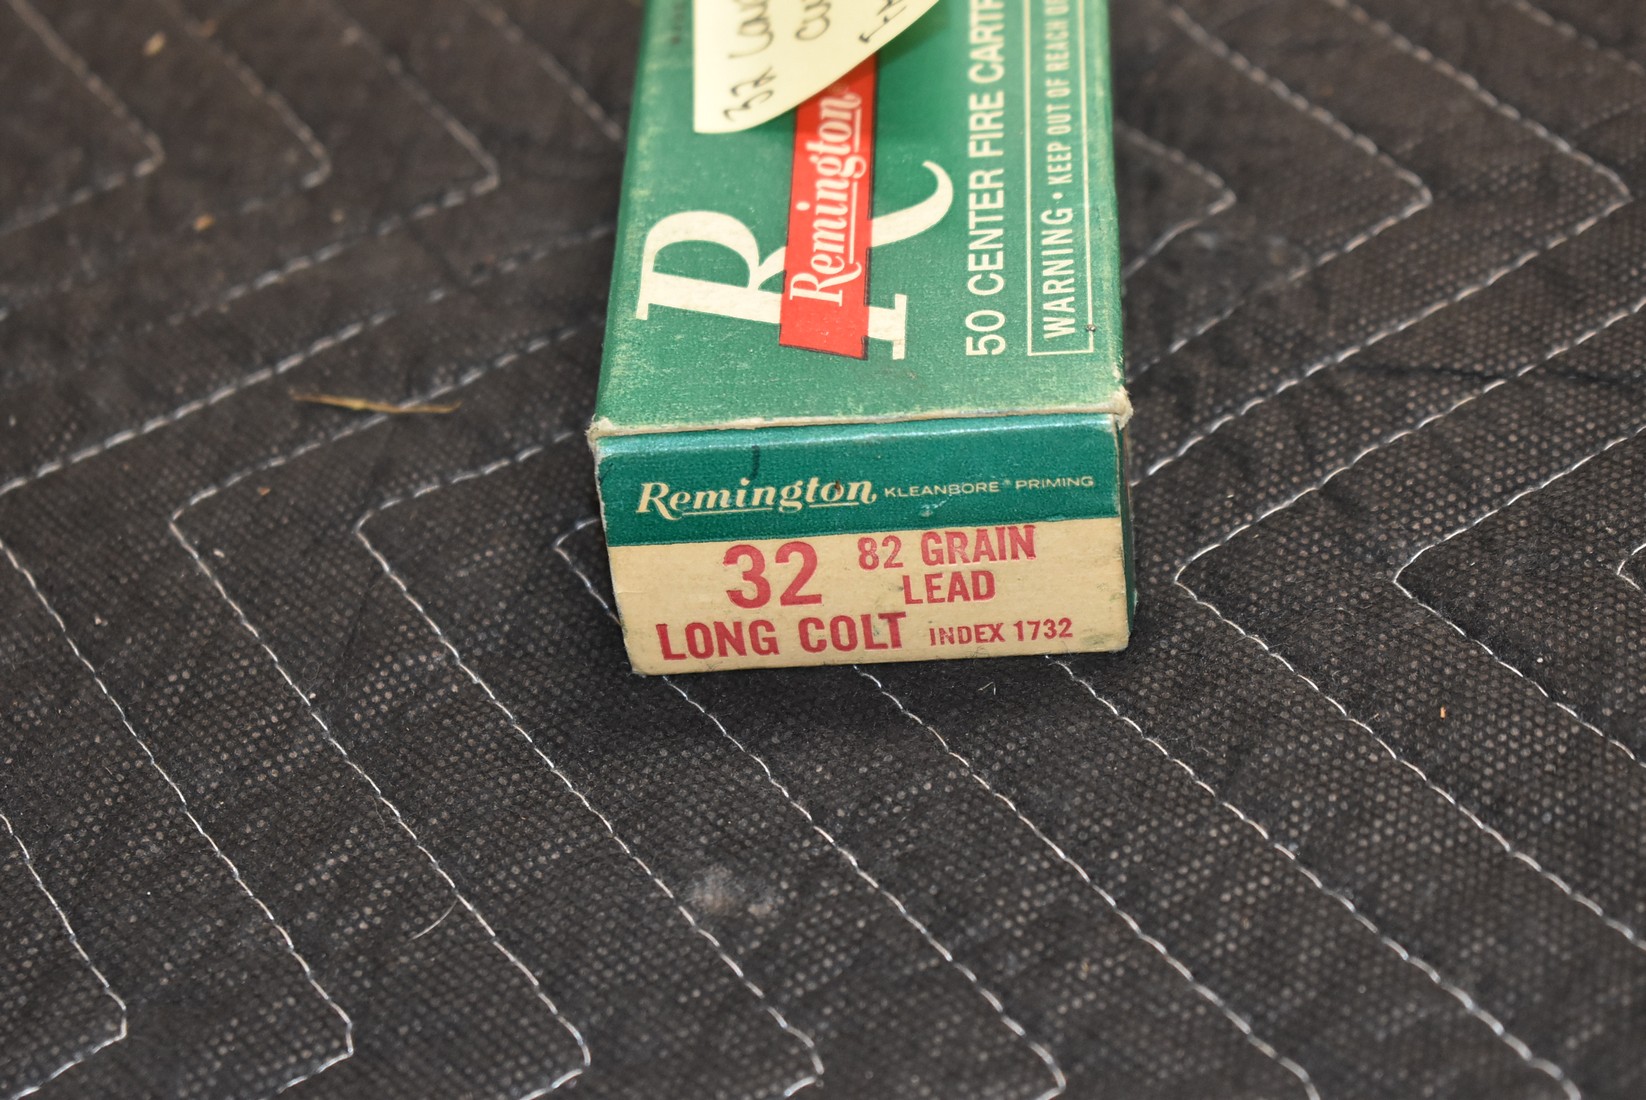 32
Remington
50 CENTER FIRE
WARNING • KEEP OUT OF REACH
Remington KLEANBORE® PRIMING
32 82 GRAIN
LEAD
LONG COLT INDEX 1732